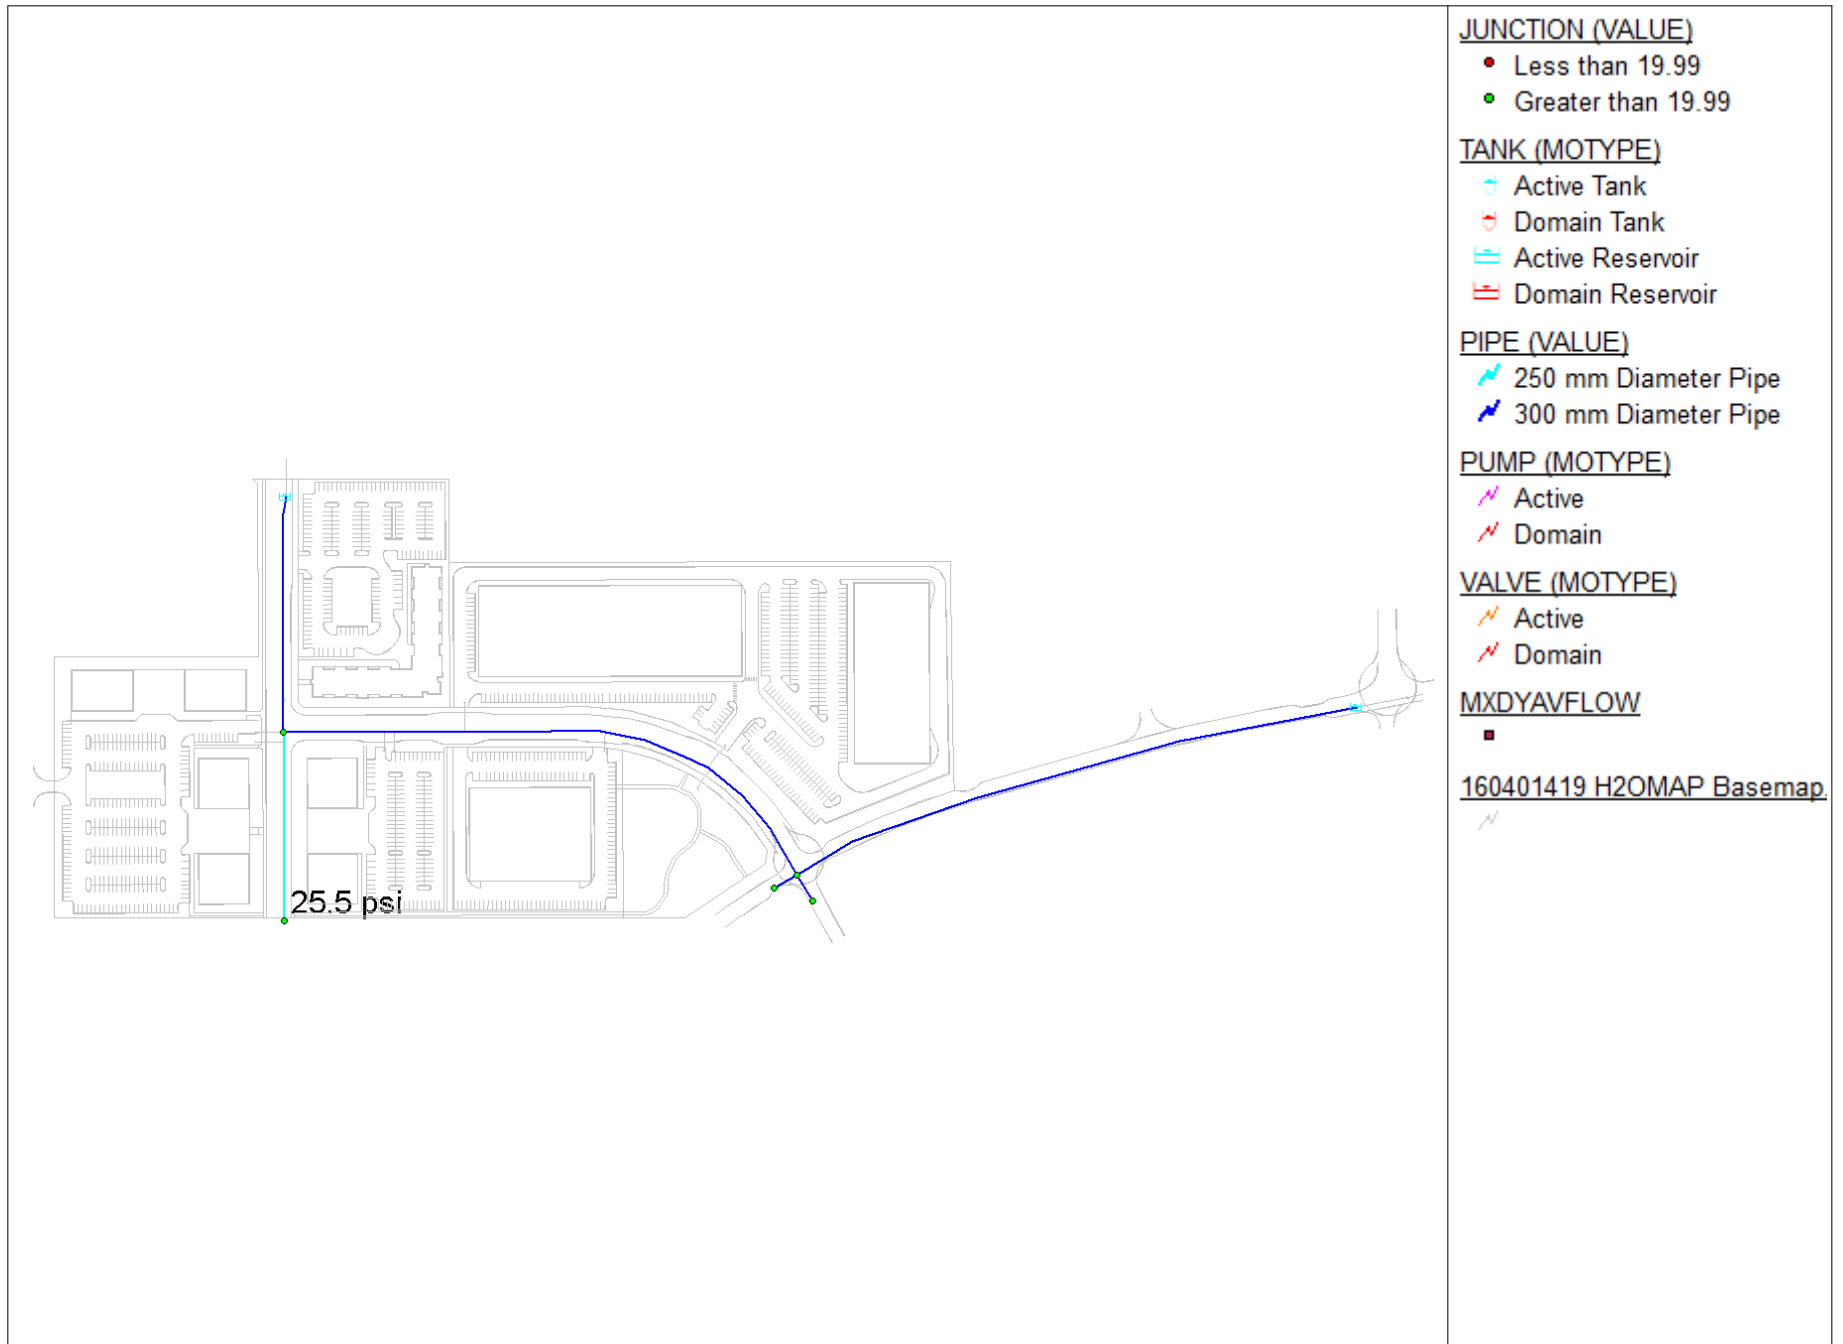 JUNCTION (VALUE)
Less than 19.99
Greater than 19.99
TANK (MOTYPE)
Active Tank
Domain Tank
Active Reservoir
Domain Reservoir
PIPE (VALUE)
250 mm Diameter Pipe
300 mm Diameter Pipe
PUMP (MOTYPE)
Active
Domain
VALVE (MOTYPE)
Active
Domain
MXDYAVFLOW
160401419 H2OMAP Basemap.
25.5 psi